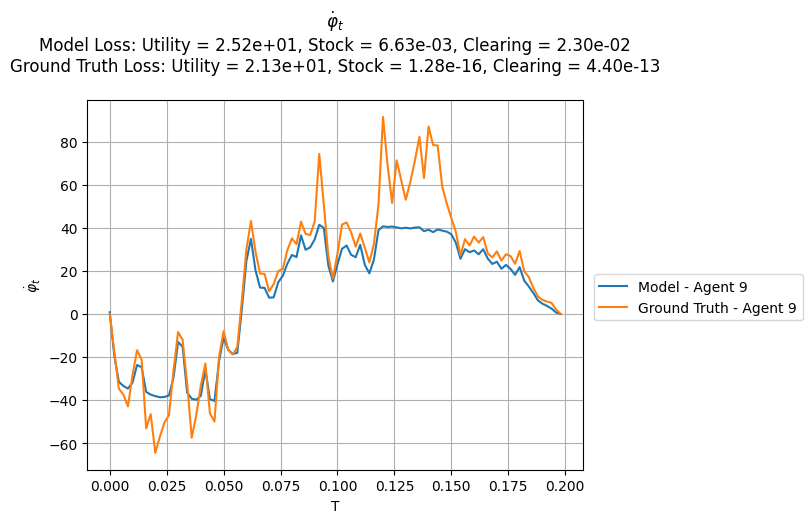 φ̇ₜ
Model Loss: Utility = 2.52e+01, Stock = 6.63e-03, Clearing = 2.30e-02
Ground Truth Loss: Utility = 2.13e+01, Stock = 1.28e-16, Clearing = 4.40e-13
80
60
40
20
0
−20
−40
−60
φ̇ₜ
0.000 0.025 0.050 0.075 0.100 0.125 0.150 0.175 0.200
T
Model - Agent 9
Ground Truth - Agent 9